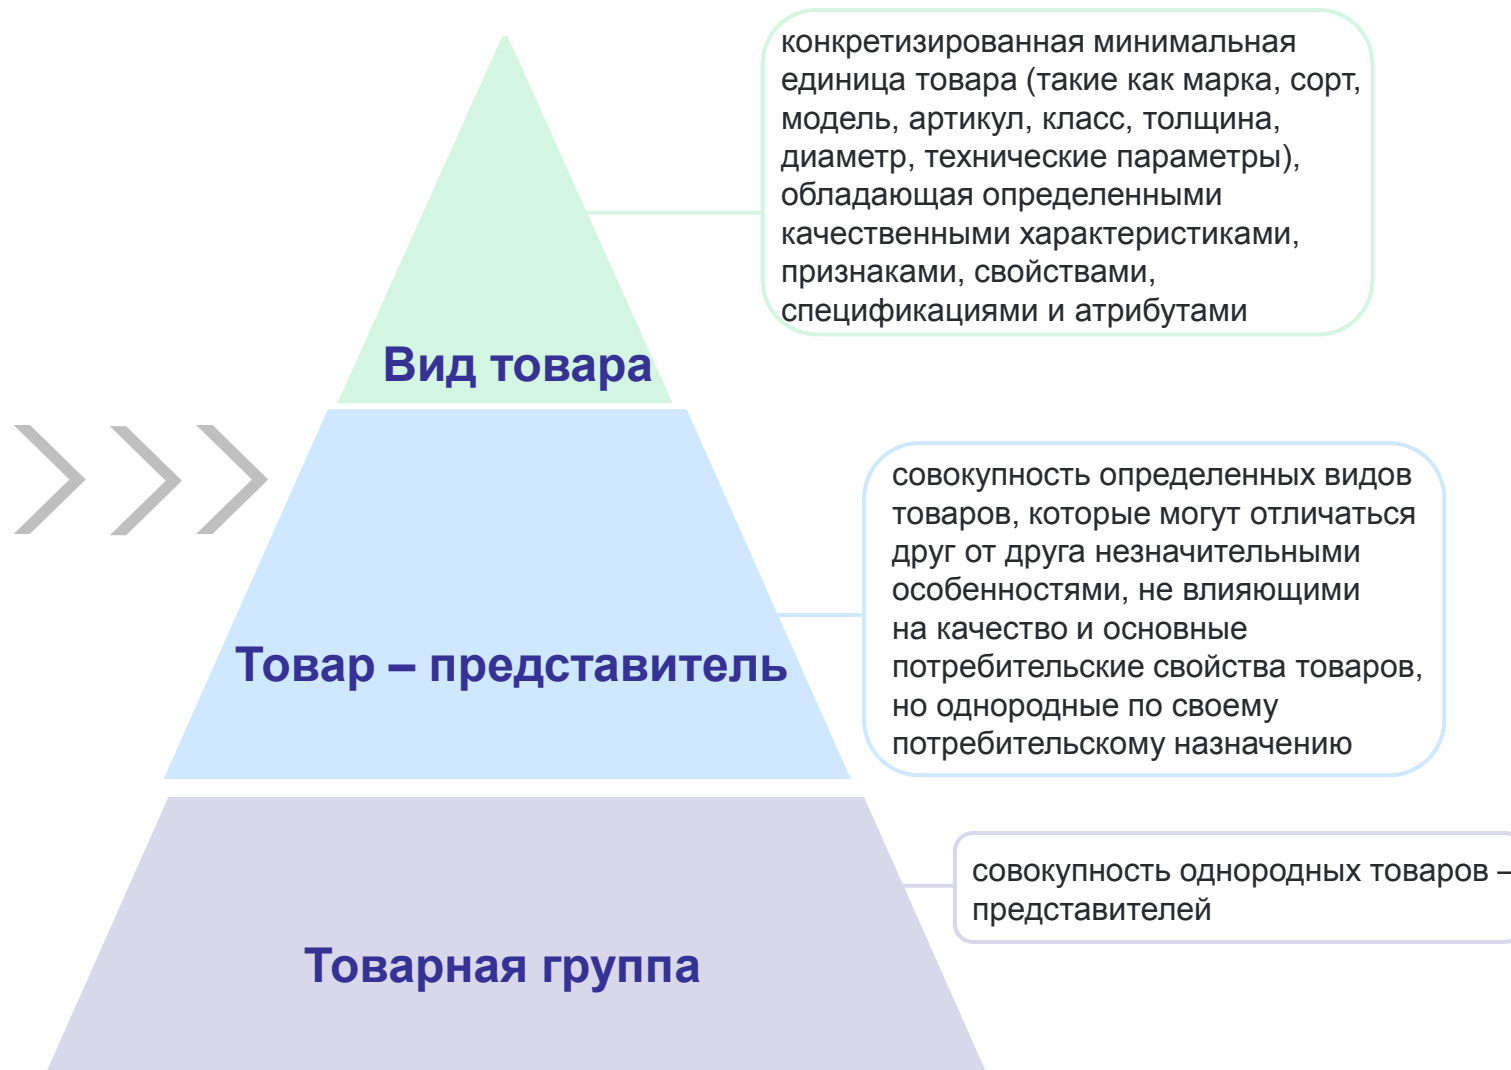 конкретизированная минимальная
единица товара (такие как марка, сорт,
модель, артикул, класс, толщина,
диаметр, технические параметры),
обладающая определенными
качественными характеристиками,
признаками, свойствами,
спецификациями и атрибутами
Вид товара
совокупность определенных видов
товаров, которые могут отличаться
друг от друга незначительными
особенностями, не влияющими
на качество и основные
потребительские свойства товаров,
но однородные по своему
потребительскому назначению
Товар – представитель
совокупность однородных товаров –
представителей
Товарная группа